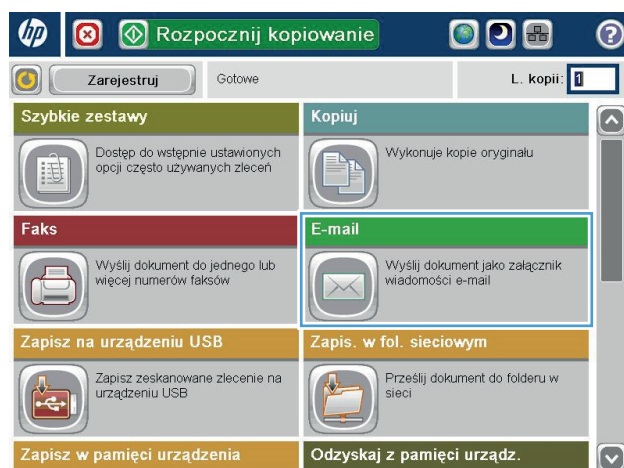 hp
Rozpocznij kopiowanie
?
Zarejestruj
Gotowe
L. kopii: 1
Szybkie zestawy
Kopiuj
Dostęp do wstępnie ustawionych
opcji często używanych zleceń
Wykonuje kopie oryginału
Faks
E-mail
Wyślij dokument do jednego lub
więcej numerów faksów
Wyślij dokument jako załącznik
wiadomości e-mail
Zapisz na urządzeniu USB
Zapis. w fol. sieciowym
Zapisz zeskanowane zlecenie na
urządzeniu USB
Prześlij dokument do folderu w
sieci
Zapisz w pamięci urządzenia
Odzyskaj z pamięci urządz.